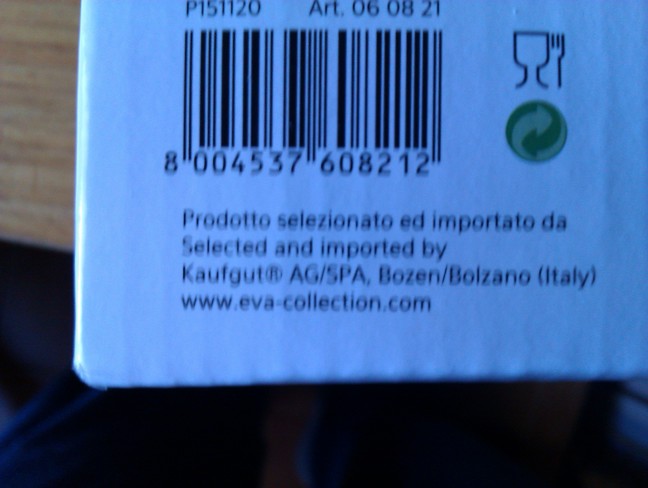 P151120 Art. 06 08 21
8 004537 608212
Prodotto selezionato ed importato da
Selected and imported by
Kaufgut® AG/SPA, Bozen/Bolzano (Italy)
www.eva-collection.com